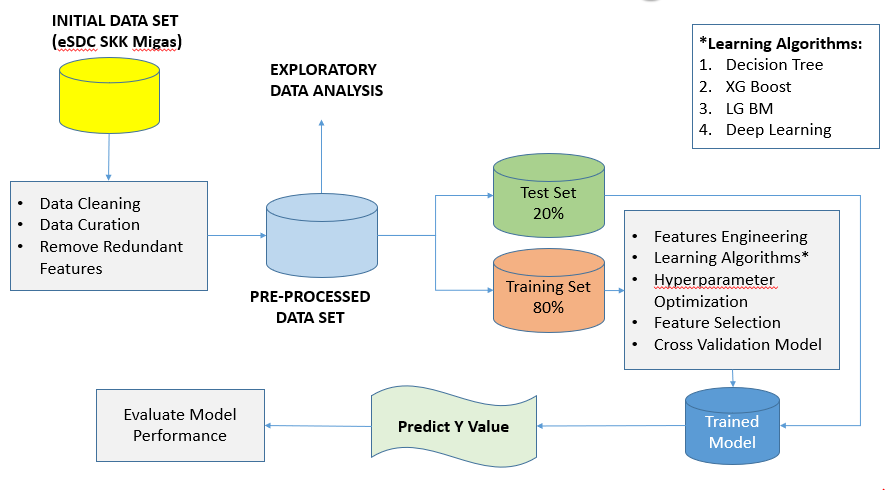 INITIAL DATA SET
(eSDC SKK Migas)
EXPLORATORY
DATA ANALYSIS
*Learning Algorithms:
1. Decision Tree
2. XG Boost
3. LG BM
4. Deep Learning
• Data Cleaning
• Data Curation
• Remove Redundant
Features
PRE-PROCESSED
DATA SET
Test Set
20%
Training Set
80%
• Features Engineering
• Learning Algorithms*
• Hyperparameter
Optimization
• Feature Selection
• Cross Validation Model
Trained
Model
Predict Y Value
Evaluate Model
Performance